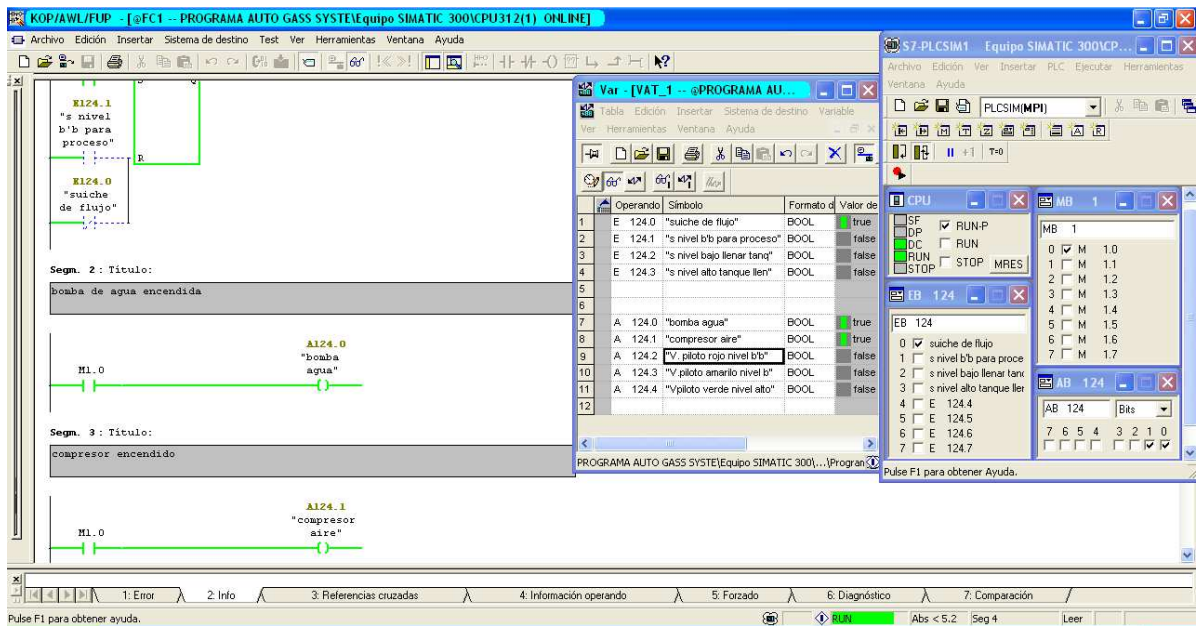 KOP/AWL/FUP - [@FC1 -- PROGRAMA AUTO GASS SYSTE\Equipo SIMATIC 300\CPU312(1) ONLINE]
Archivo Edición Insertar Sistema de destino Test Ver Herramientas Ventana Ayuda
E124.1
"s nivel
b'b para
proceso"
R
E124.0
"suiche
de flujo"
Segm. 2 : Título:
bomba de agua encendida
A124.0
"bomba
agua"
M1.0
Segm. 3 : Título:
compresor encendido
A124.1
"compresor
aire"
M1.0
Var - [VAT_1 -- @PROGRAMA AU...
Tabla Edición Insertar Sistema de destino Variable
Ver Herramientas Ventana Ayuda
Operando Símbolo Formato d Valor de
1 E 124.0 "suiche de flujo" BOOL true
2 E 124.1 "s nivel b'b para proceso" BOOL false
3 E 124.2 "s nivel bajo llenar tanq" BOOL false
4 E 124.3 "s nivel alto tanque llen" BOOL false
5
6
7 A 124.0 "bomba agua" BOOL true
8 A 124.1 "compresor aire" BOOL true
9 A 124.2 "V. piloto rojo nivel b'b" BOOL false
10 A 124.3 "V.piloto amarilo nivel b" BOOL false
11 A 124.4 "Vpiloto verde nivel alto" BOOL false
12
PROGRAMA AUTO GASS SYSTE\Equipo SIMATIC 300\...\Program
S7-PLCSIM1 Equipo SIMATIC 300\CP...
Archivo Edición Ver Insertar PLC Ejecutar Herramientas
Ventana Ayuda
PLCSIM(MPI)
+1 T=0
CPU
SF
DP
DC
RUN
STOP
RUN-P
RUN
STOP MRES
MB 1
MB 1
0 M 1.0
1 M 1.1
2 M 1.2
3 M 1.3
4 M 1.4
5 M 1.5
6 M 1.6
7 M 1.7
EB 124
EB 124
0 suiche de flujo
1 s nivel b'b para proce
2 s nivel bajo llenar tanc
3 s nivel alto tanque ller
4 E 124.4
5 E 124.5
6 E 124.6
7 E 124.7
AB 124
AB 124 Bits
7 6 5 4 3 2 1 0
Pulse F1 para obtener Ayuda.
1: Error 2: Info 3: Referencias cruzadas 4: Información operando 5: Forzado 6: Diagnóstico 7: Comparación
Pulse F1 para obtener ayuda. RUN Abs < 5.2 Seg 4 Leer